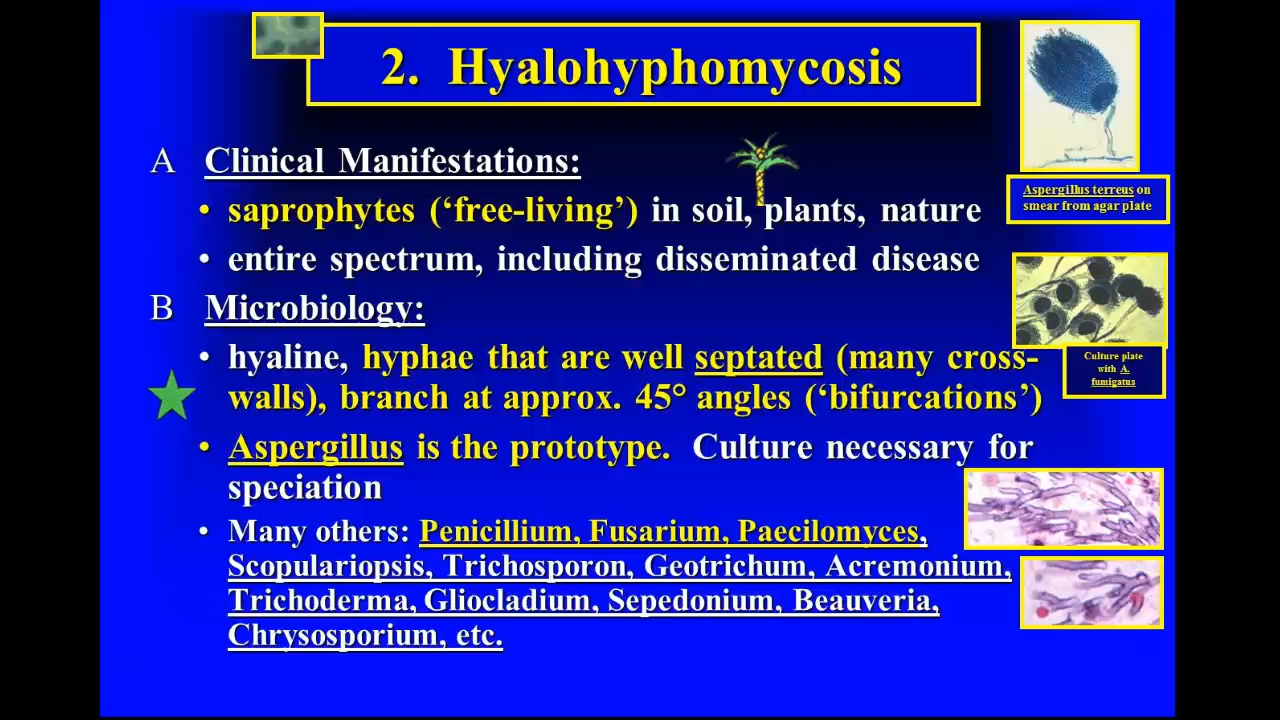 2. Hyalohyphomycosis
A Clinical Manifestations:
• saprophytes (‘free-living’) in soil, plants, nature
• entire spectrum, including disseminated disease
B Microbiology:
• hyaline, hyphae that are well septated (many cross-
walls), branch at approx. 45° angles (‘bifurcations’)
• Aspergillus is the prototype. Culture necessary for
speciation
• Many others: Penicillium, Fusarium, Paecilomyces,
Scopulariopsis, Trichosporon, Geotrichum, Acremonium,
Trichoderma, Gliocladium, Sepedonium, Beauveria,
Chrysosporium, etc.
Aspergillus terreus on
smear from agar plate
Culture plate
with A.
fumigatus